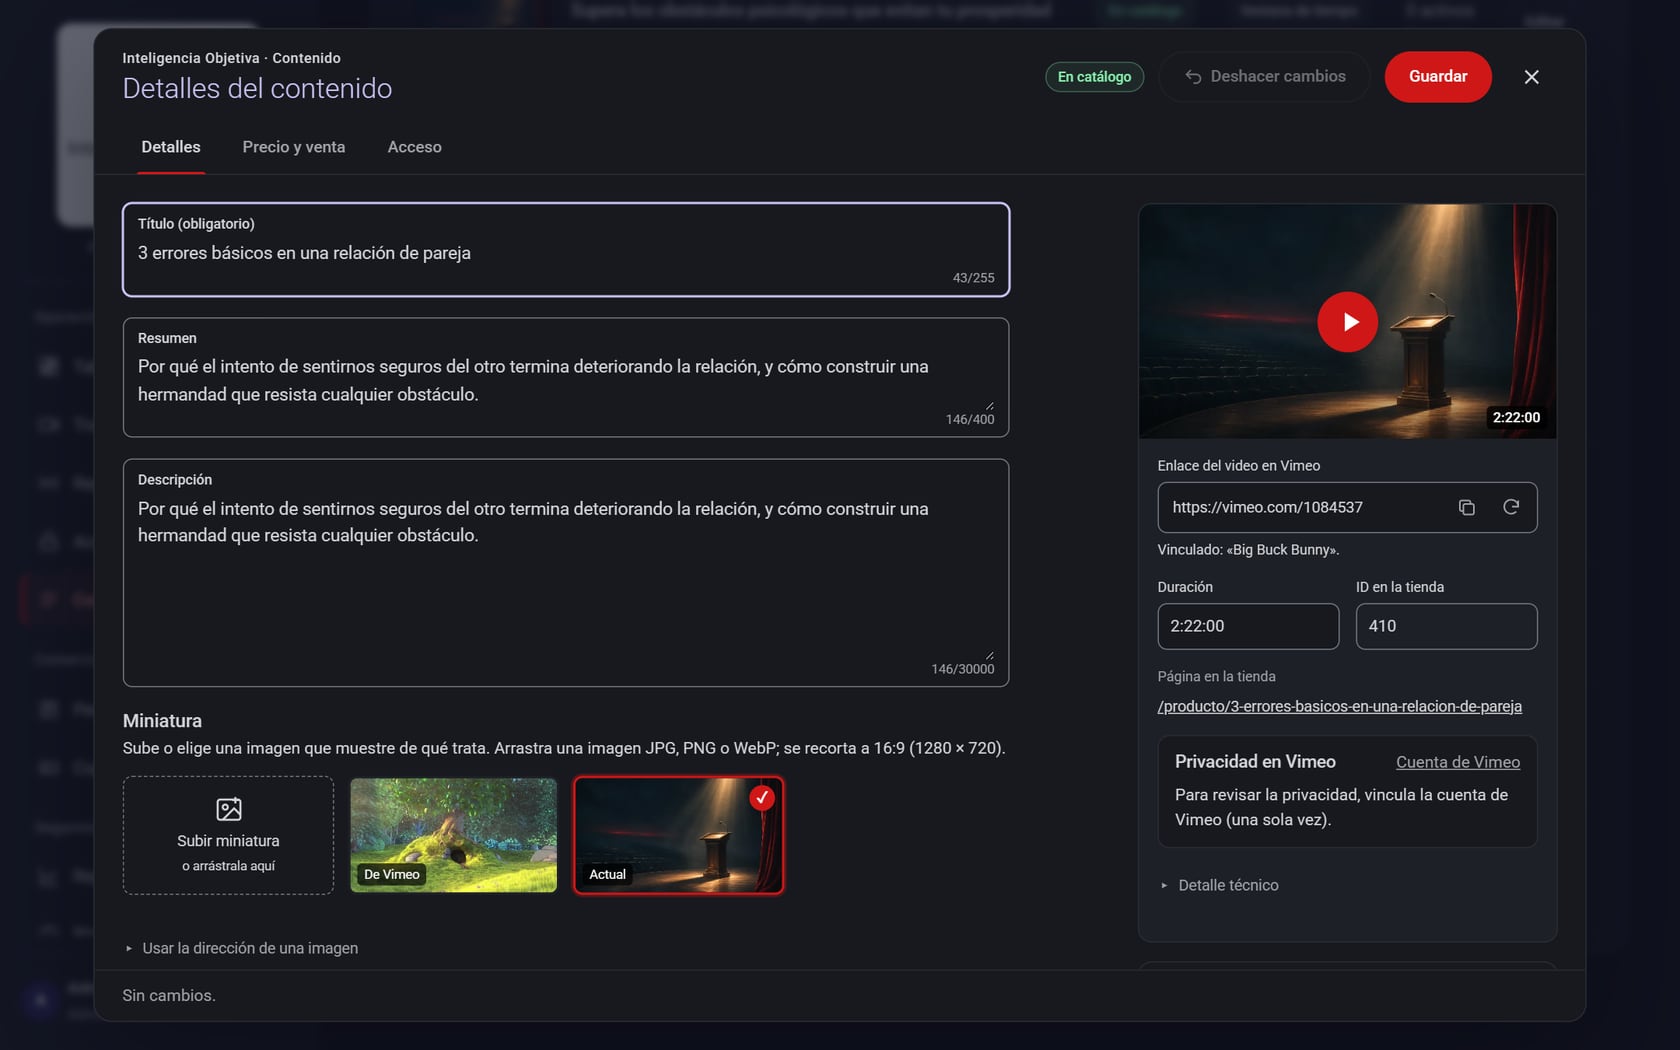 Supera los obstáculos psicológicos que evitan tu prosperidad
Inteligencia Objetiva · Contenido
Detalles del contenido
En catálogo
Deshacer cambios
Guardar
Detalles
Precio y venta
Acceso
Título (obligatorio)
3 errores básicos en una relación de pareja
43/255
Resumen
Por qué el intento de sentirnos seguros del otro termina deteriorando la relación, y cómo construir una
hermandad que resista cualquier obstáculo.
146/400
Descripción
Por qué el intento de sentirnos seguros del otro termina deteriorando la relación, y cómo construir una
hermandad que resista cualquier obstáculo.
146/30000
Miniatura
Sube o elige una imagen que muestre de qué trata. Arrastra una imagen JPG, PNG o WebP; se recorta a 16:9 (1280 × 720).
Subir miniatura
o arrástrala aquí
De Vimeo
Actual
Usar la dirección de una imagen
2:22:00
Enlace del video en Vimeo
https://vimeo.com/1084537
Vinculado: «Big Buck Bunny».
Duración
ID en la tienda
2:22:00
410
Página en la tienda
/producto/3-errores-basicos-en-una-relacion-de-pareja
Privacidad en Vimeo
Cuenta de Vimeo
Para revisar la privacidad, vincula la cuenta de
Vimeo (una sola vez).
Detalle técnico
Sin cambios.